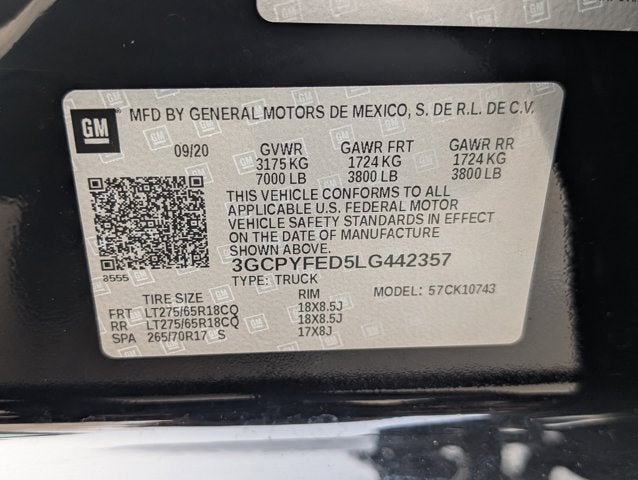 GM MFD BY GENERAL MOTORS DE MEXICO, S. DE R.L. DE C.V.
09/20 GVWR GAWR FRT GAWR RR
3175 KG 1724 KG 1724 KG
7000 LB 3800 LB 3800 LB
THIS VEHICLE CONFORMS TO ALL
APPLICABLE U.S. FEDERAL MOTOR
VEHICLE SAFETY STANDARDS IN EFFECT
ON THE DATE OF MANUFACTURE
SHOWN ABOVE.
3GCPYFED5LG442357
8555
TYPE: TRUCK MODEL: 57CK10743
TIRE SIZE RIM
FRT LT275/65R18CQ 18X8.5J
RR LT275/65R18CQ 18X8.5J
SPA 265/70R17 S 17X8J